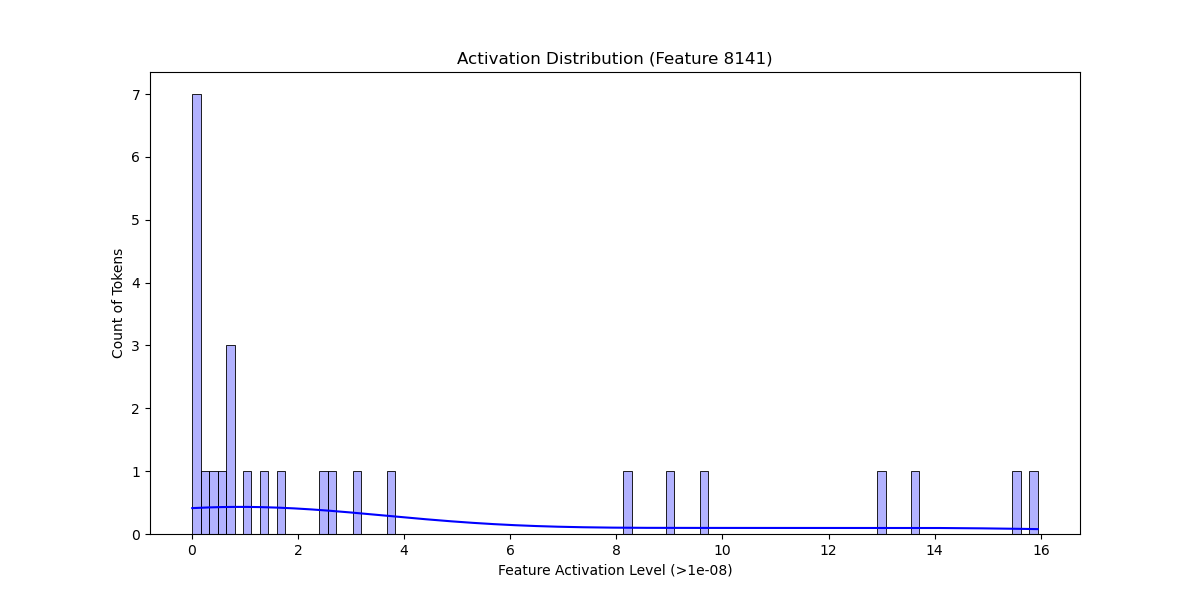 Activation Distribution (Feature 8141)
Count of Tokens
7
6
5
4
3
2
1
0
0 2 4 6 8 10 12 14 16
Feature Activation Level (>1e-08)